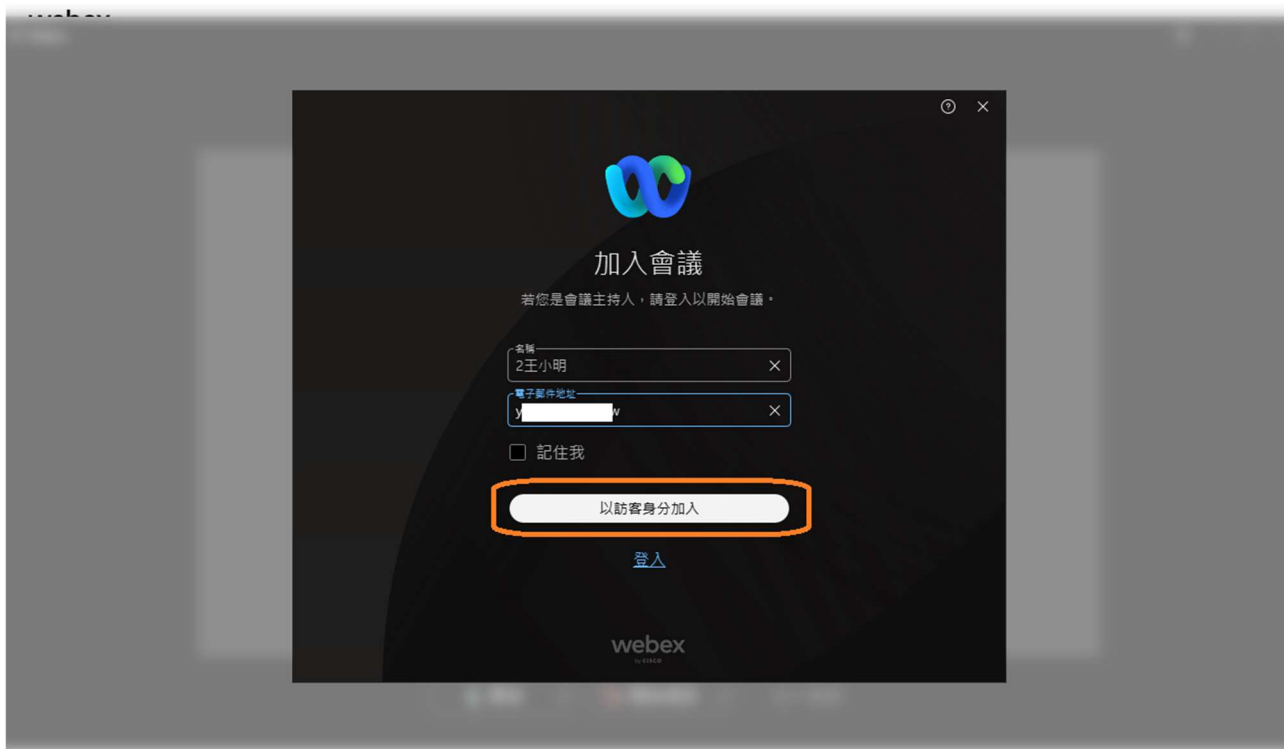 加入會議
若您是會議主持人，請登入以開始會議。
名稱
2王小明
電子郵件地址
y w
記住我
以訪客身分加入
登入
webex
by CISCO